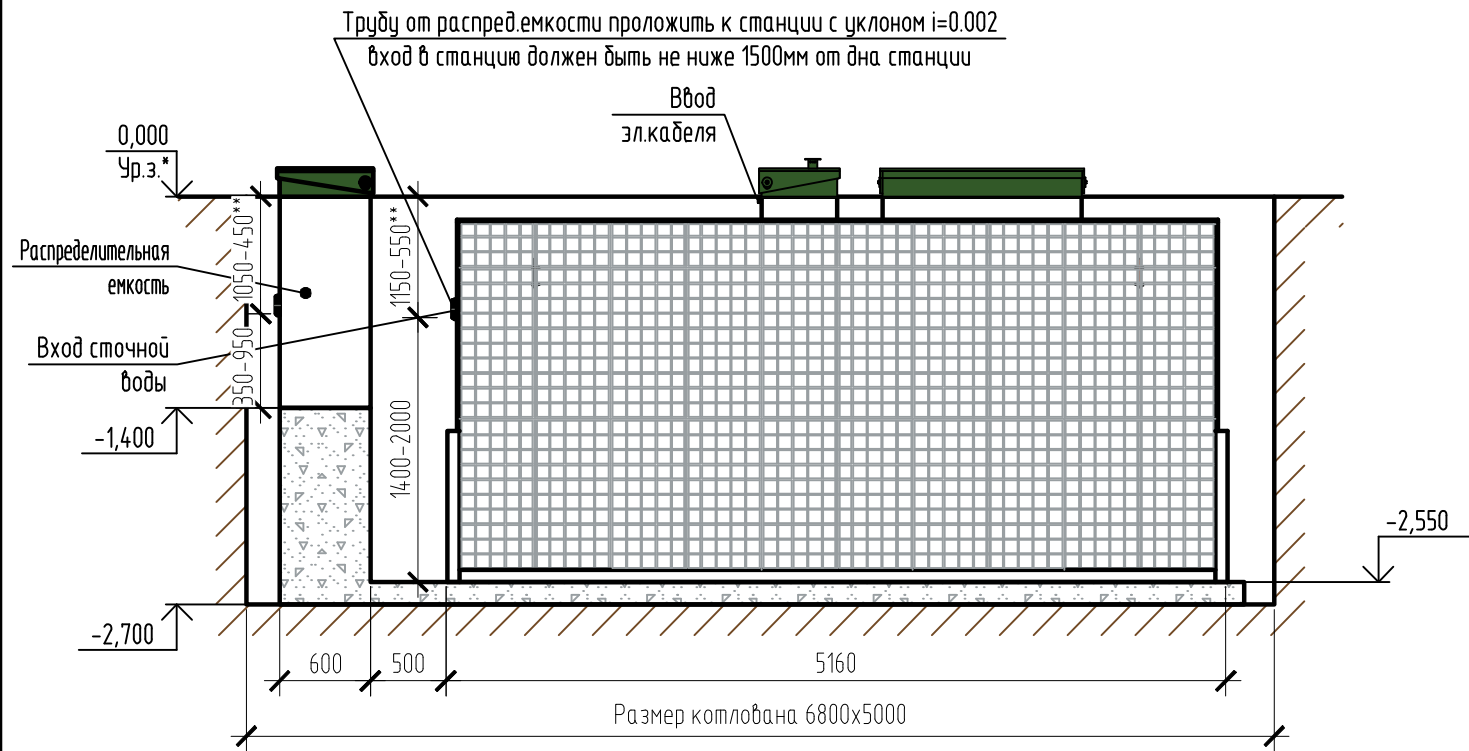 Трубу от распред.емкости проложить к станции с уклоном i=0.002
вход в станцию должен быть не ниже 1500мм от дна станции
Ввод
эл.кабеля
0,000
Ур.з.*
1050-450**
1150-550**
Распределительная
емкость
350-950
Вход сточной
воды
-1,400
1400-2000
-2,550
-2,700
600
500
5160
Размер котлована 6800х5000